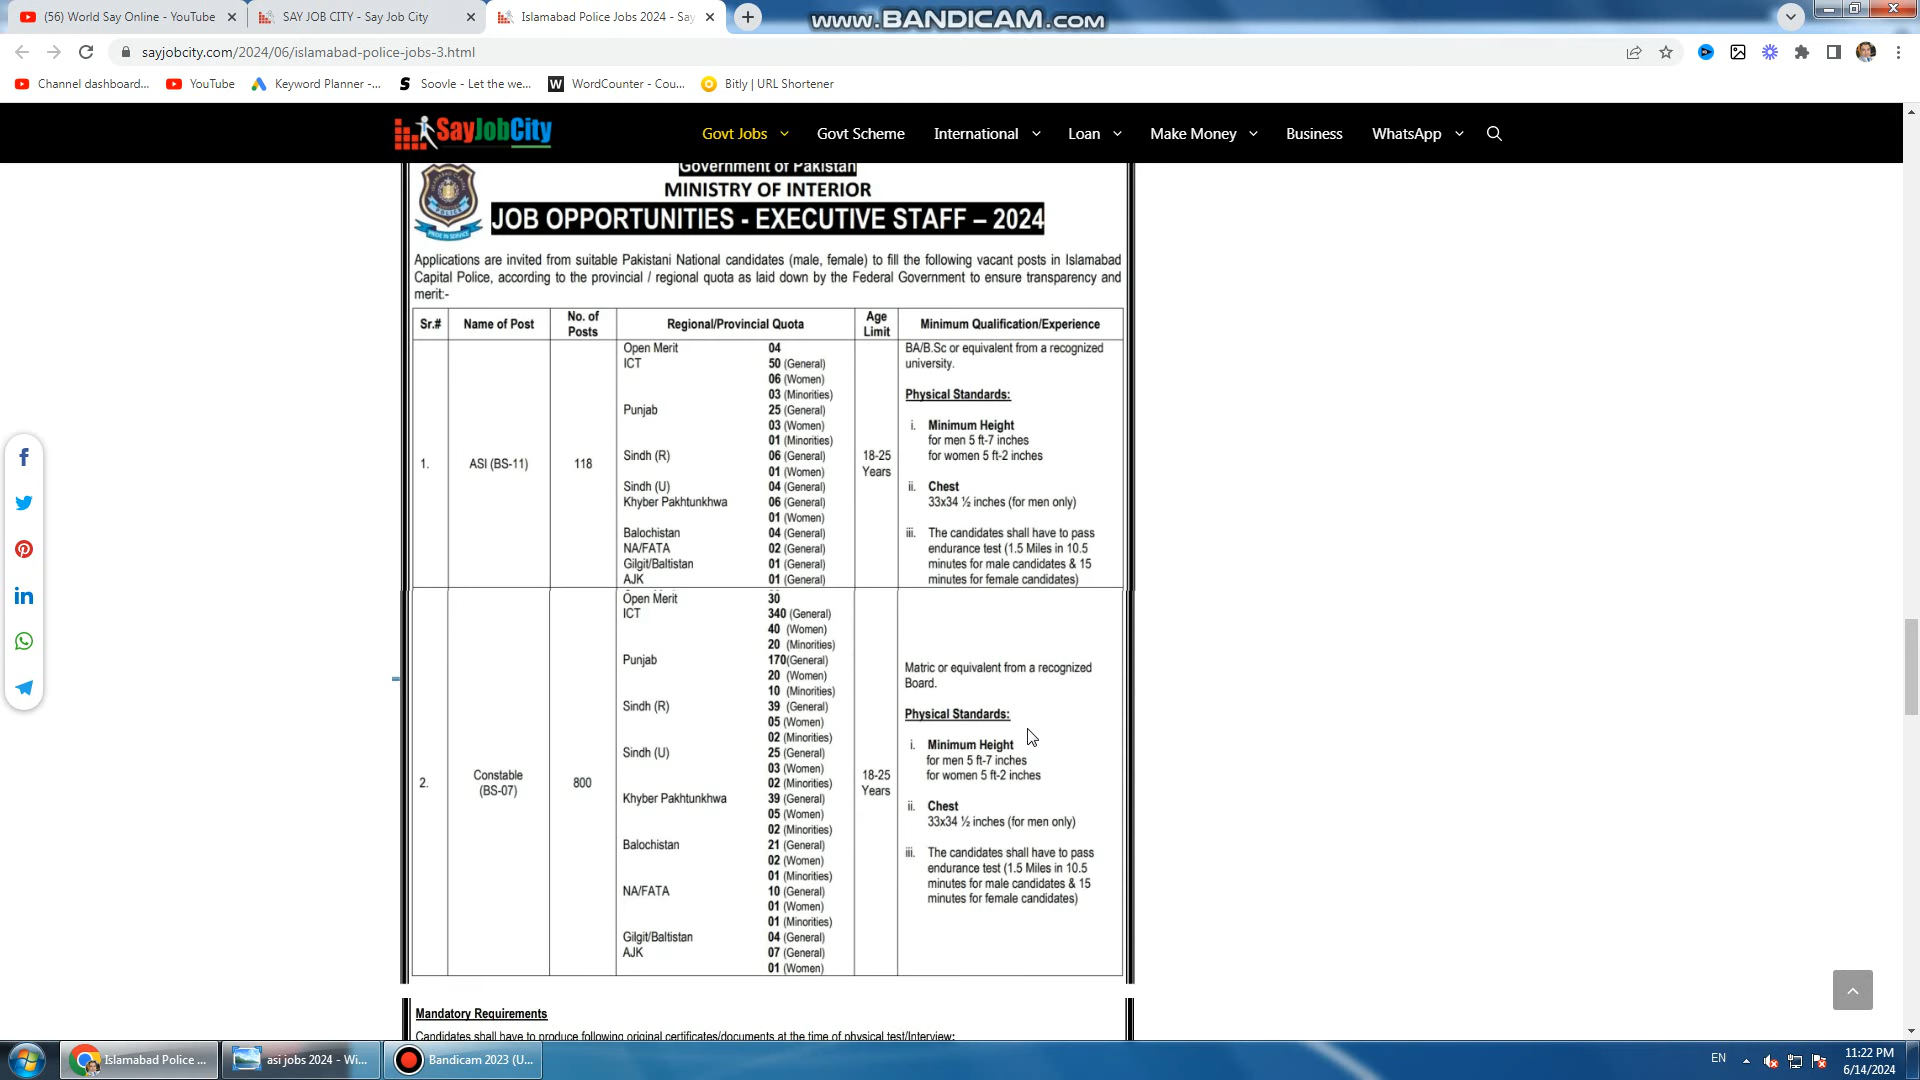 (56) World Say Online - YouTube
SAY JOB CITY - Say Job City
Islamabad Police Jobs 2024 - Say
www.BANDICAM.com
sayjobcity.com/2024/06/islamabad-police-jobs-3.html
Channel dashboard...
YouTube
Keyword Planner -...
Soovle - Let the we...
WordCounter - Cou...
Bitly | URL Shortener
SayJobCity
Govt Jobs
Govt Scheme
International
Loan
Make Money
Business
WhatsApp
Government of Pakistan
MINISTRY OF INTERIOR
JOB OPPORTUNITIES - EXECUTIVE STAFF – 2024
Applications are invited from suitable Pakistani National candidates (male, female) to fill the following vacant posts in Islamabad
Capital Police, according to the provincial / regional quota as laid down by the Federal Government to ensure transparency and
merit:-
Sr.# Name of Post No. of Posts Regional/Provincial Quota Age Limit Minimum Qualification/Experience
1. ASI (BS-11) 118
Open Merit 04
ICT 50 (General)
06 (Women)
03 (Minorities)
Punjab 25 (General)
03 (Women)
01 (Minorities)
Sindh (R) 06 (General)
01 (Women)
Sindh (U) 04 (General)
Khyber Pakhtunkhwa 06 (General)
01 (Women)
Balochistan 04 (General)
NA/FATA 02 (General)
Gilgit/Baltistan 01 (General)
AJK 01 (General)
18-25
Years
BA/B.Sc or equivalent from a recognized
university.
Physical Standards:
i. Minimum Height
for men 5 ft-7 inches
for women 5 ft-2 inches
ii. Chest
33x34 ½ inches (for men only)
iii. The candidates shall have to pass
endurance test (1.5 Miles in 10.5
minutes for male candidates & 15
minutes for female candidates)
2. Constable
(BS-07)
800
Open Merit 30
ICT 340 (General)
40 (Women)
20 (Minorities)
Punjab 170(General)
20 (Women)
10 (Minorities)
Sindh (R) 39 (General)
05 (Women)
02 (Minorities)
Sindh (U) 25 (General)
03 (Women)
02 (Minorities)
Khyber Pakhtunkhwa 39 (General)
05 (Women)
02 (Minorities)
Balochistan 21 (General)
02 (Women)
01 (Minorities)
NA/FATA 10 (General)
01 (Women)
01 (Minorities)
Gilgit/Baltistan 04 (General)
AJK 07 (General)
01 (Women)
18-25
Years
Matric or equivalent from a recognized
Board.
Physical Standards:
i. Minimum Height
for men 5 ft-7 inches
for women 5 ft-2 inches
ii. Chest
33x34 ½ inches (for men only)
iii. The candidates shall have to pass
endurance test (1.5 Miles in 10.5
minutes for male candidates & 15
minutes for female candidates)
Mandatory Requirements
Candidates shall have to produce following original certificates/documents at the time of physical test/Interview:
Islamabad Police ...
asi jobs 2024 - Wi...
Bandicam 2023 (U...
EN
11:22 PM
6/14/2024